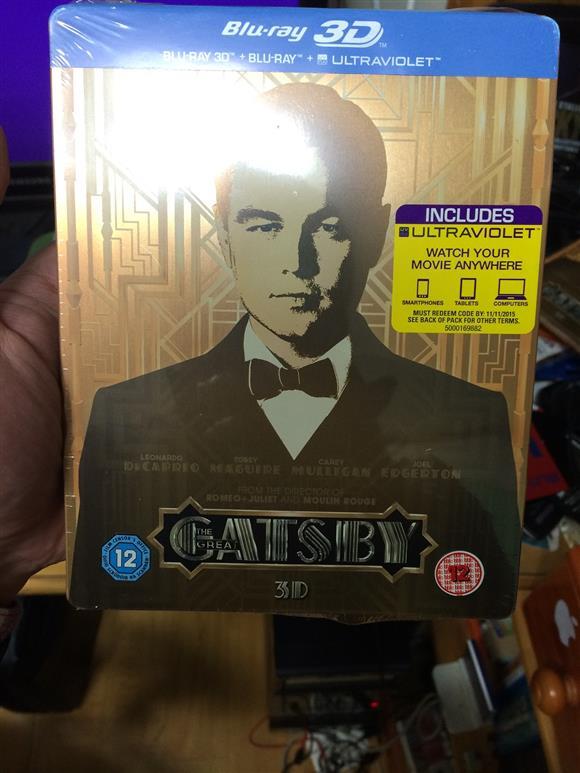 Blu-ray 3D™
BLU-RAY 3D™ + BLU-RAY™ + ULTRAVIOLET™
INCLUDES
ULTRAVIOLET™
WATCH YOUR
MOVIE ANYWHERE
SMARTPHONES TABLETS COMPUTERS
MUST REDEEM CODE BY: 11/11/2015
SEE BACK OF PACK FOR OTHER TERMS.
5000169882
LEONARDO DiCAPRIO TOBEY MAGUIRE CAREY MULLIGAN JOEL EDGERTON
FROM THE DIRECTOR OF
ROMEO+JULIET AND MOULIN ROUGE
THE GREAT GATSBY
3D
12
12